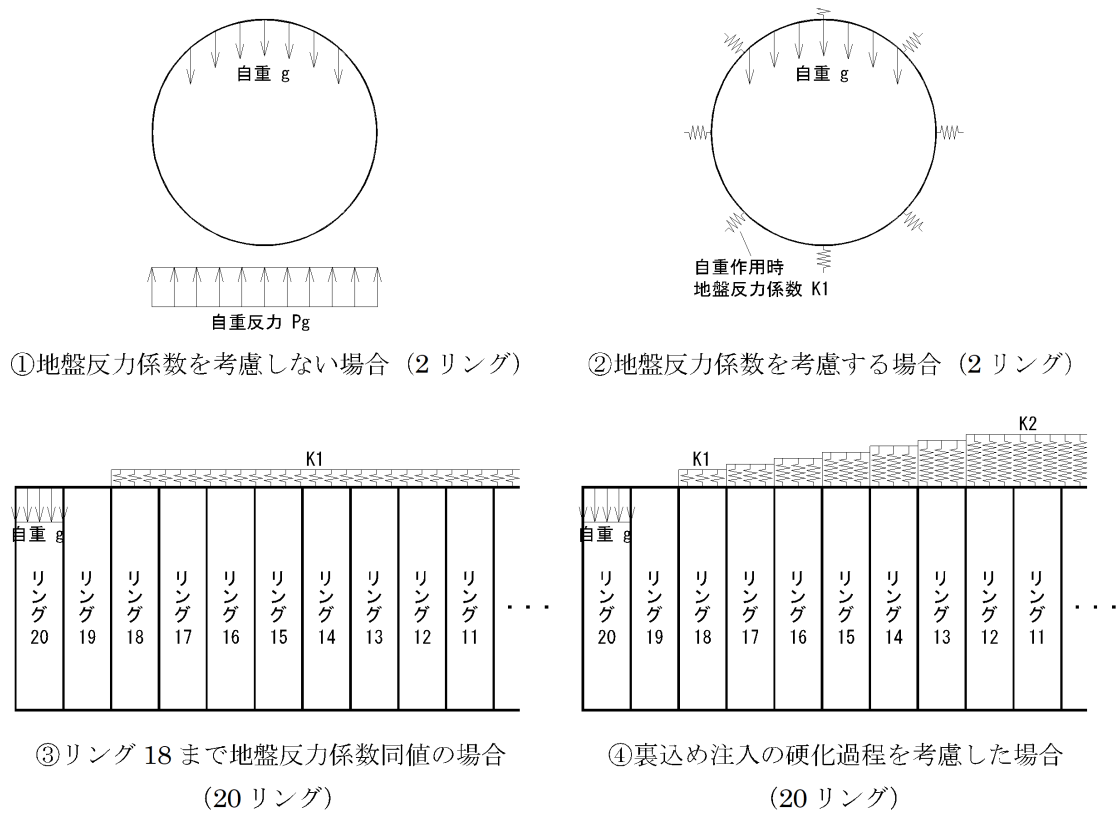 自重 g
自重反力 Pg
①地盤反力係数を考慮しない場合（2 リング）
自重 g
自重作用時
地盤反力係数 K1
②地盤反力係数を考慮する場合（2 リング）
K1
自重 g
リング 20
リング 19
リング 18
リング 17
リング 16
リング 15
リング 14
リング 13
リング 12
リング 11
・・・
③リング 18 まで地盤反力係数同値の場合
（20 リング）
K1
K2
自重 g
リング 20
リング 19
リング 18
リング 17
リング 16
リング 15
リング 14
リング 13
リング 12
リング 11
・・・
④裏込め注入の硬化過程を考慮した場合
（20 リング）